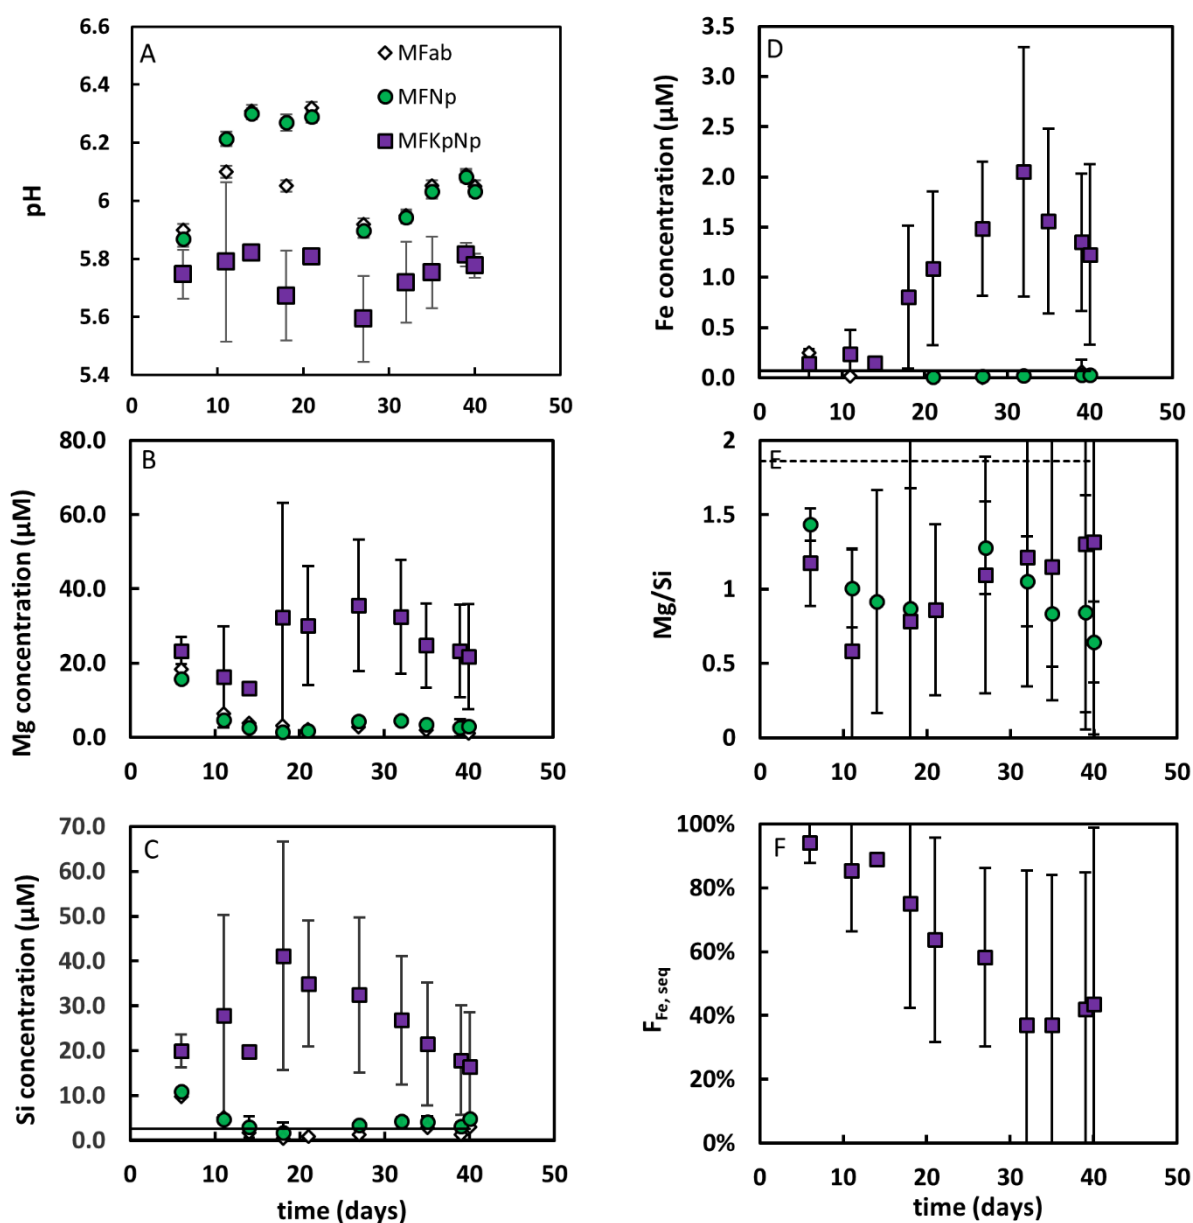 A
pH
6.6
6.4
6.2
6
5.8
5.6
5.4
0 10 20 30 40 50
MFab
MFNp
MFKpNp
D
Fe concentration (µM)
3.5
3.0
2.5
2.0
1.5
1.0
0.5
0.0
0 10 20 30 40 50
B
Mg concentration (µM)
80.0
60.0
40.0
20.0
0.0
0 10 20 30 40 50
E
Mg/Si
2
1.5
1
0.5
0
0 10 20 30 40 50
C
Si concentration (µM)
70.0
60.0
50.0
40.0
30.0
20.0
10.0
0.0
0 10 20 30 40 50
time (days)
F
F Fe, seq
100%
80%
60%
40%
20%
0%
0 10 20 30 40 50
time (days)